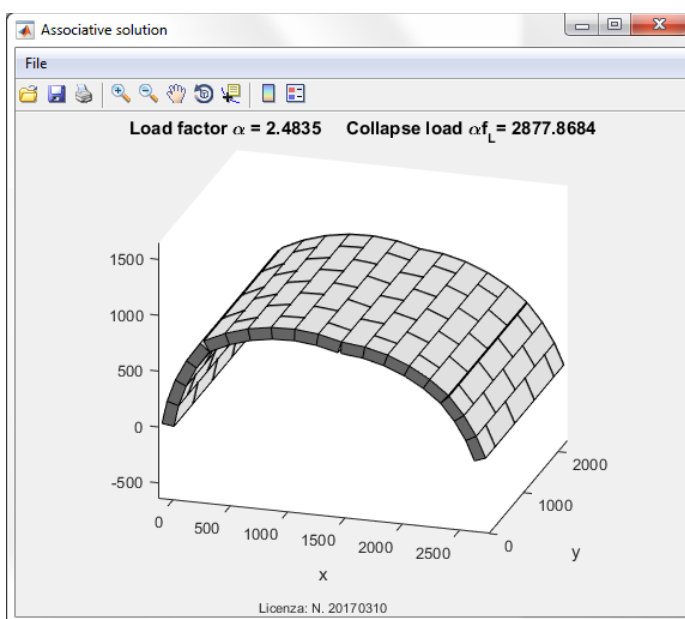 Associative solution
File
Load factor α = 2.4835 Collapse load αf_L= 2877.8684
1500
1000
500
0
-500
0
500
1000
1500
2000
2500
0
1000
2000
x
y
Licenza: N. 20170310